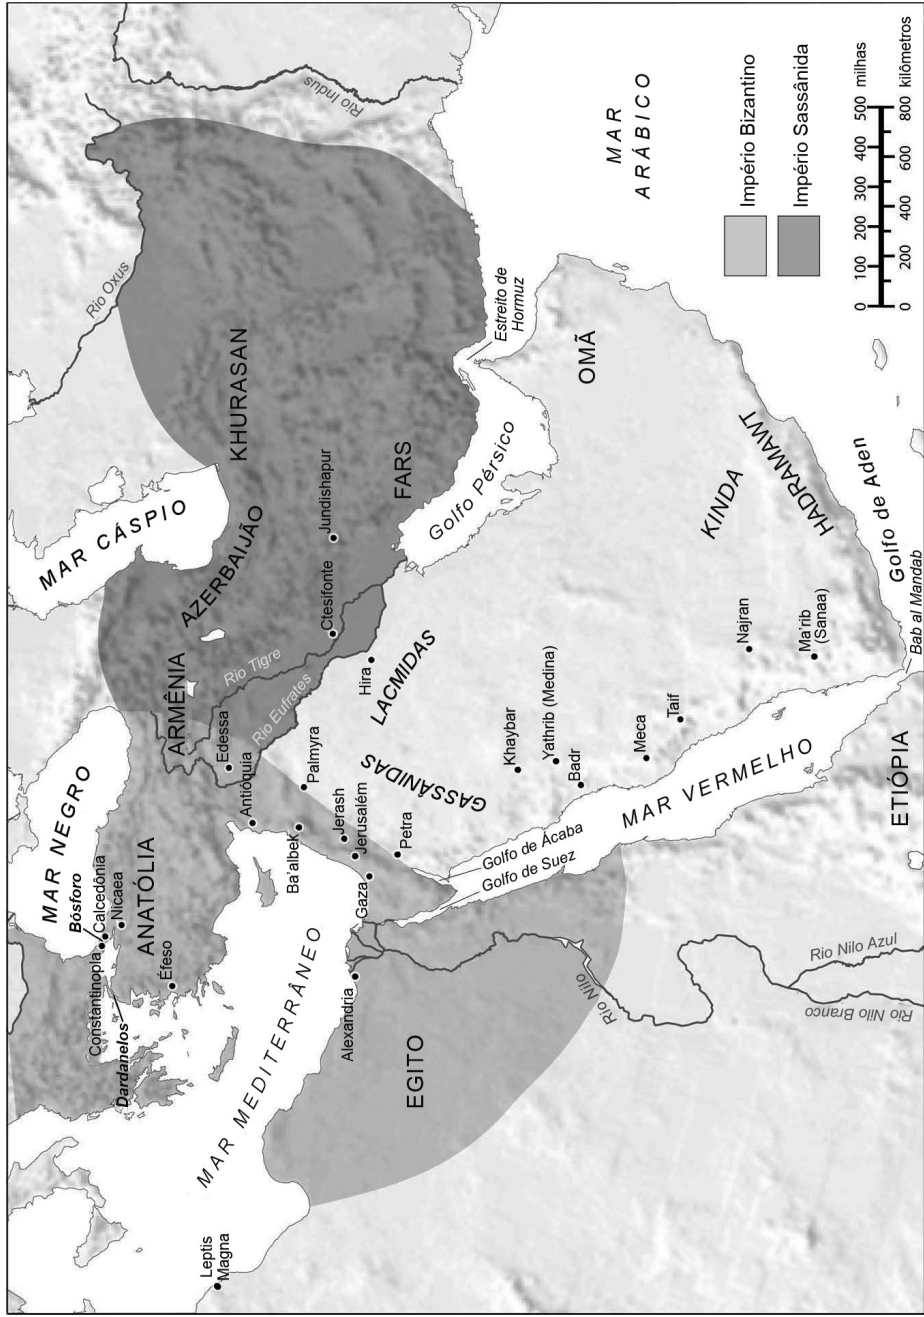 MAR NEGRO
Bósforo
Constantinopla
Calcedônia
Nicaea
Dardanelos
ANATÓLIA
Éfeso
MAR CÁSPIO
ARMÊNIA
AZERBAIJÃO
KHURASAN
Rio Oxus
Rio Indus
Leptis
Magna
MAR MEDITERRÂNEO
Antióquia
Edessa
Rio Tigre
Rio Eufrates
Ctesifonte
Jundishapur
FARS
Ba'albek
Palmyra
Jerash
Jerusalém
Gaza
Petra
Alexandria
EGITO
Hira
LACMIDAS
GASSÂNIDAS
Golfo Pérsico
Estreito de
Hormuz
Golfo de Ácaba
Golfo de Suez
Khaybar
Yathrib (Medina)
Badr
Meca
Taif
MAR VERMELHO
Rio Nilo
Rio Nilo Azul
Rio Nilo Branco
OMÃ
MAR
ARÁBICO
Najran
Ma'rib
(Sanaa)
KINDA
HADRAMAWT
Golfo de Aden
Bab al Mandab
ETIÓPIA
Império Bizantino
Império Sassânida
0 100 200 300 400 500 milhas
0 200 400 600 800 kilômetros